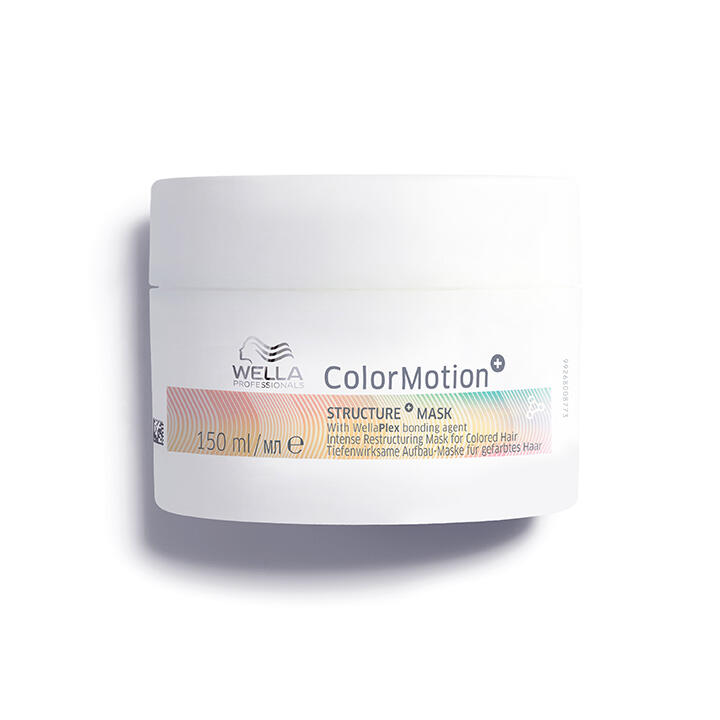 WELLA
PROFESSIONALS
ColorMotion+
STRUCTURE+ MASK
With WellaPlex bonding agent
Intense Restructuring Mask for Colored Hair
Tiefenwirksame Aufbau-Maske für gefärbtes Haar
150 ml/мл e
99268008773